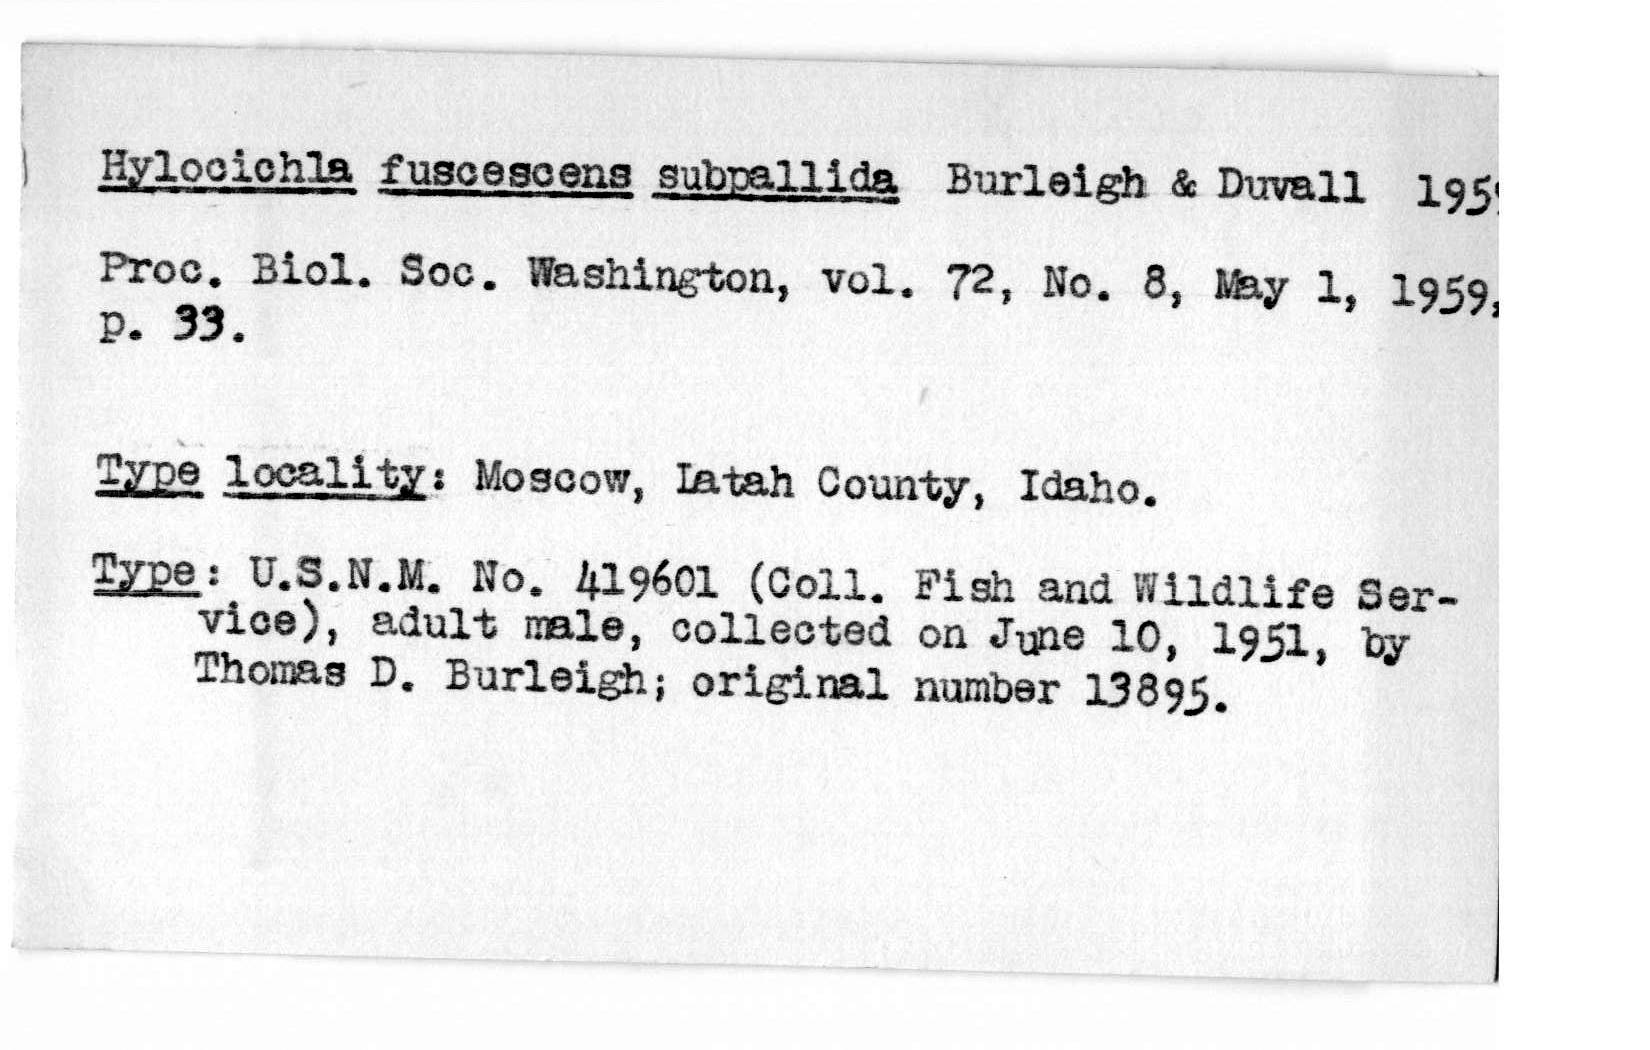 Hylocichla fuscescens subpallida Burleigh & Duvall 1959
Proc. Biol. Soc. Washington, vol. 72, No. 8, May 1, 1959,
p. 33.
Type locality: Moscow, Latah County, Idaho.
Type: U.S.N.M. No. 419601 (Coll. Fish and Wildlife Ser-
vice), adult male, collected on June 10, 1951, by
Thomas D. Burleigh; original number 13895.